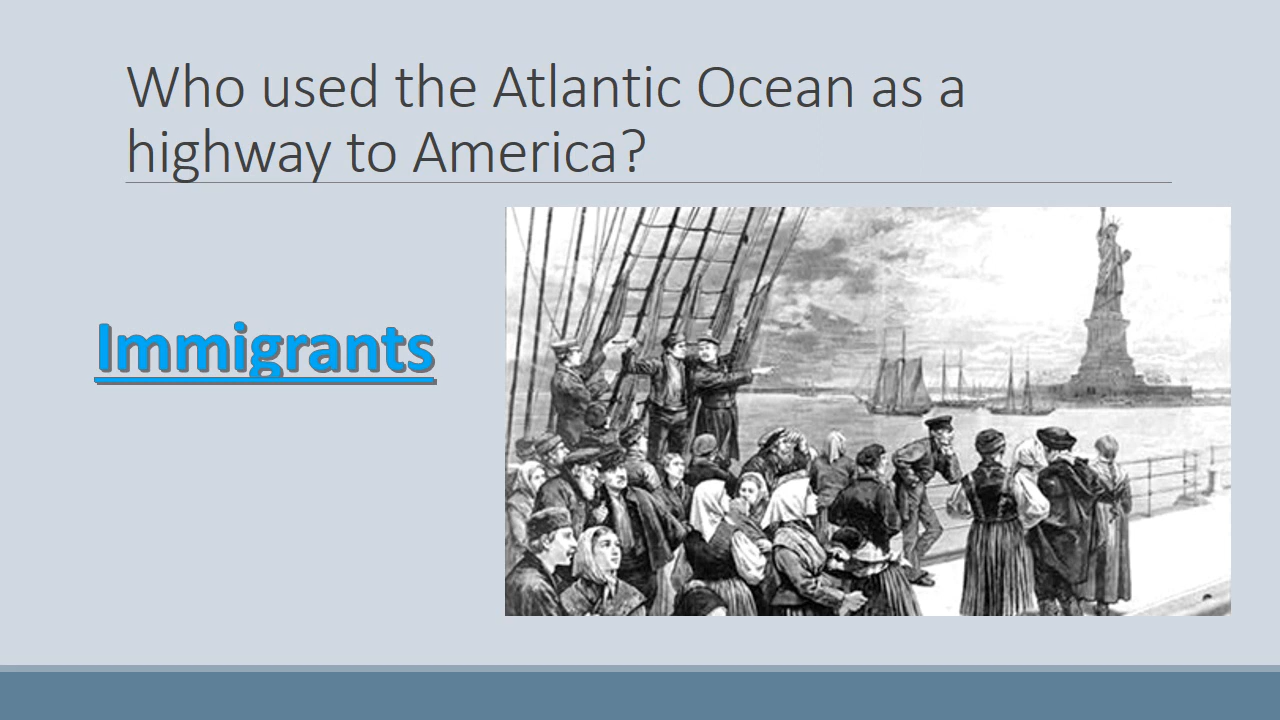 Who used the Atlantic Ocean as a
highway to America?
Immigrants